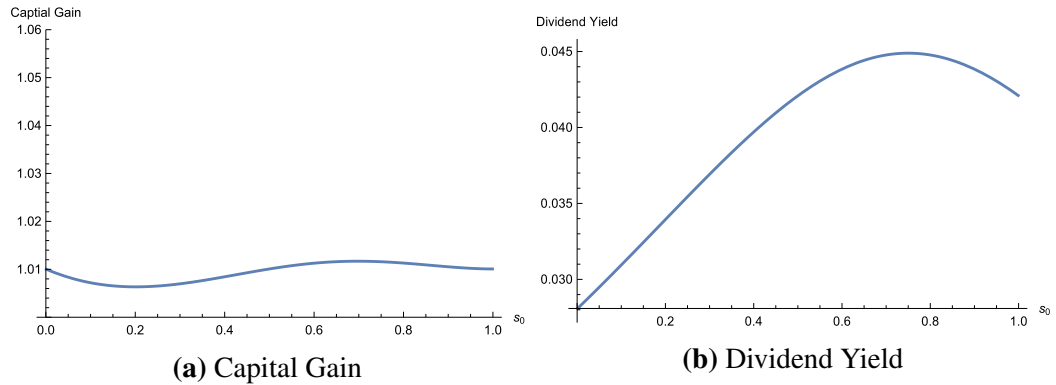 Captial Gain
1.06
1.05
1.04
1.03
1.02
1.01
0.0 0.2 0.4 0.6 0.8 1.0 s0
(a) Capital Gain
Dividend Yield
0.045
0.040
0.035
0.030
0.2 0.4 0.6 0.8 1.0 s0
(b) Dividend Yield